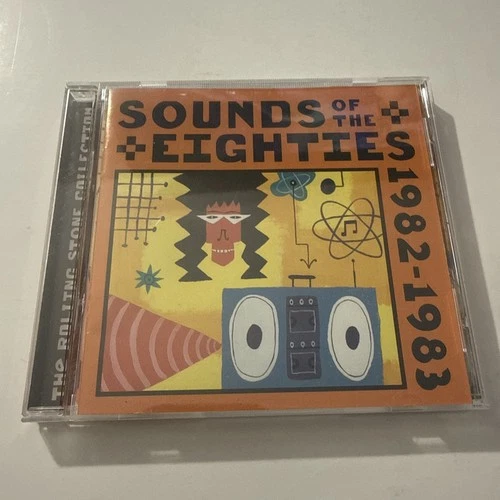 SOUNDS OF THE
EIGHTIES
1982-1983
THE ROLLING STONE COLLECTION